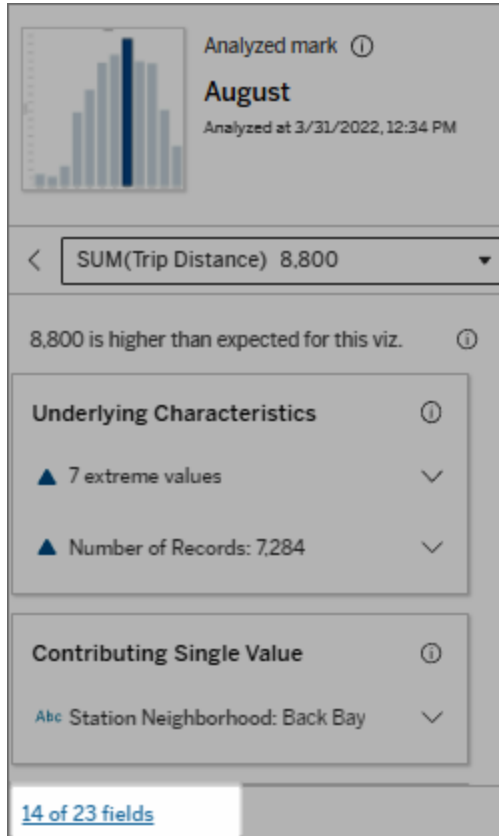 Analyzed mark
August
Analyzed at 3/31/2022, 12:34 PM
SUM(Trip Distance) 8,800
8,800 is higher than expected for this viz.
Underlying Characteristics
7 extreme values
Number of Records: 7,284
Contributing Single Value
Abc Station Neighborhood: Back Bay
14 of 23 fields